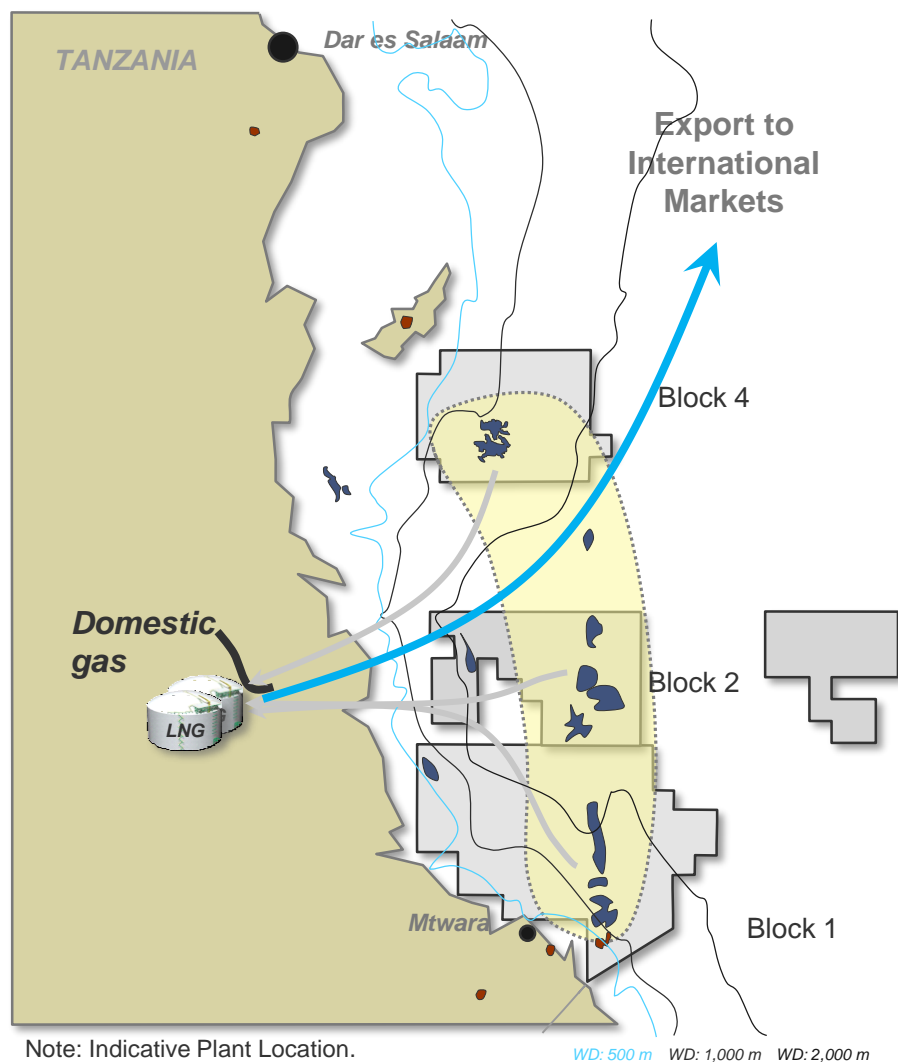 Dar es Salaam
TANZANIA
Export to
International
Markets
Block 4
Domestic
gas
Block 2
LNG
Mtwara
Block 1
Note: Indicative Plant Location.
WD: 500 m WD: 1,000 m WD: 2,000 m